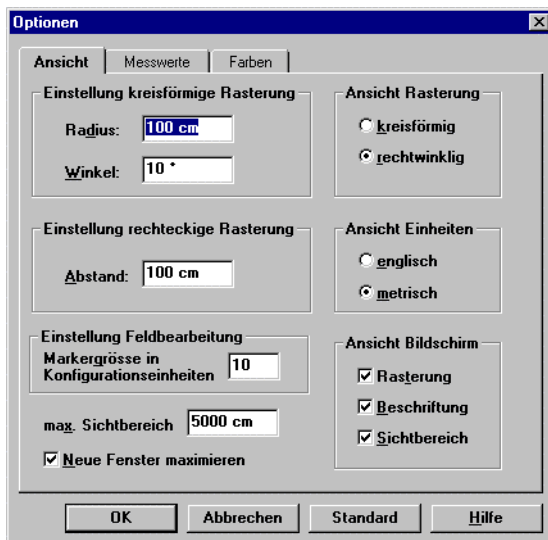 Optionen
Ansicht Messwerte Farben
Einstellung kreisförmige Rasterung
Radius: 100 cm
Winkel: 10 °
Ansicht Rasterung
kreisförmig
rechtwinklig
Einstellung rechteckige Rasterung
Abstand: 100 cm
Ansicht Einheiten
englisch
metrisch
Einstellung Feldbearbeitung
Markergrösse in
Konfigurationseinheiten 10
max. Sichtbereich 5000 cm
Neue Fenster maximieren
Ansicht Bildschirm
Rasterung
Beschriftung
Sichtbereich
OK Abbrechen Standard Hilfe